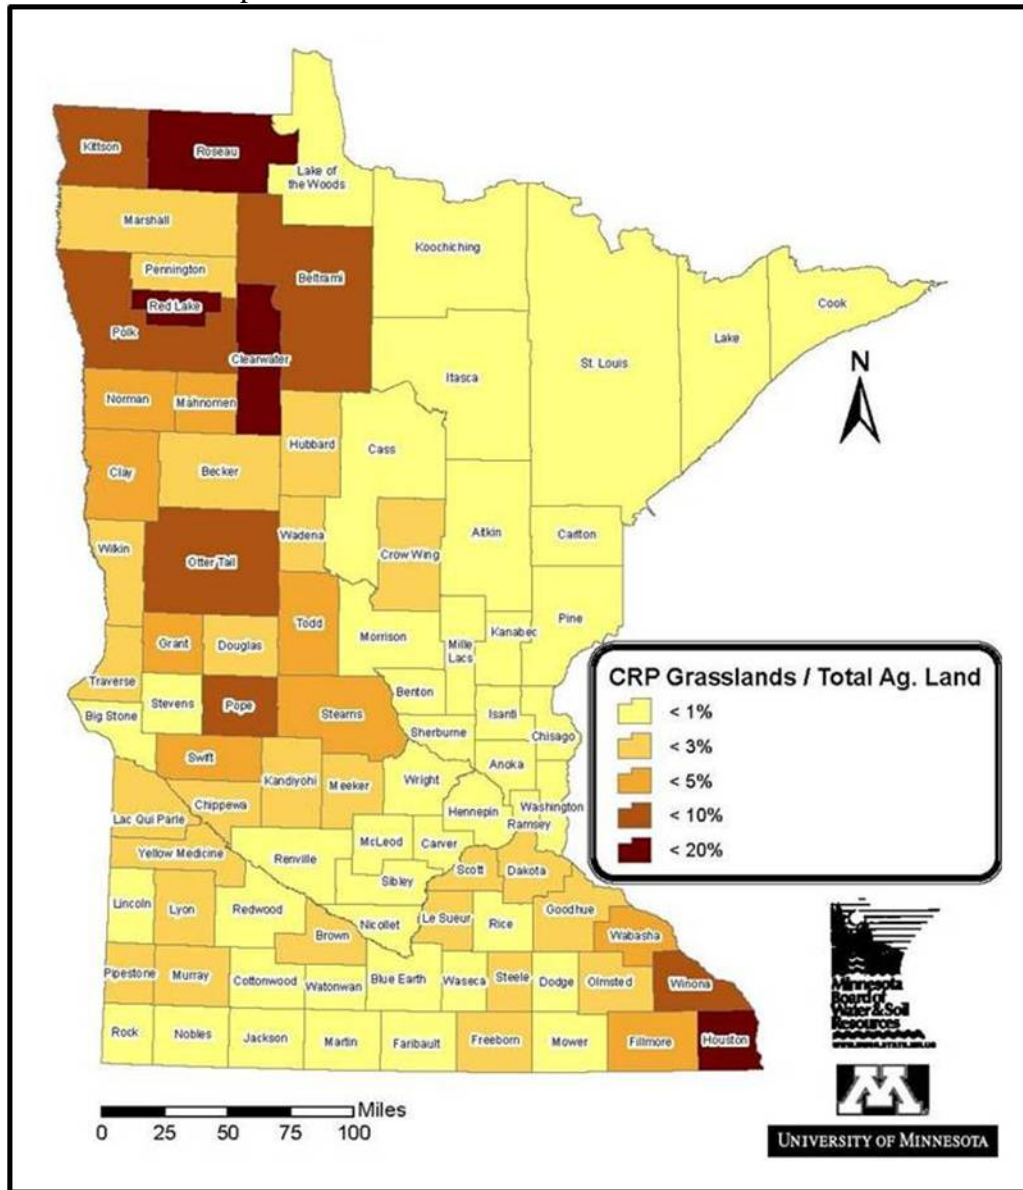 Kittson
Roseau
Lake of
the Woods
Marshall
Koochiching
Pennington
Beltrami
Red Lake
Polk
Clearwater
Cook
Lake
St. Louis
Itasca
N
Norman
Mahnomen
Hubbard
Cass
Clay
Becker
Aitkin
Carlton
Wilkin
Otter Tail
Wadena
Crow Wing
Todd
Pine
Grant
Douglas
Morrison
Mille
Lacs
Kanabec
Traverse
Stevens
Pope
Benton
Big Stone
Stearns
Isanti
Sherburne
Chisago
Swift
Anoka
Kandiyohi
Meeker
Wright
Chippewa
Hennepin
Washington
Lac Qui Parle
Ramsey
McLeod
Carver
Yellow Medicine
Renville
Scott
Dakota
Sibley
Lincoln
Lyon
Redwood
Nicollet
Le Sueur
Rice
Goodhue
Brown
Wabasha
Pipestone
Murray
Cottonwood
Watonwan
Blue Earth
Waseca
Steele
Dodge
Olmsted
Winona
Rock
Nobles
Jackson
Martin
Faribault
Freeborn
Mower
Fillmore
Houston
CRP Grasslands / Total Ag. Land
< 1%
< 3%
< 5%
< 10%
< 20%
Minnesota
Board of
Water & Soil
Resources
Miles
0 25 50 75 100
M
UNIVERSITY OF MINNESOTA